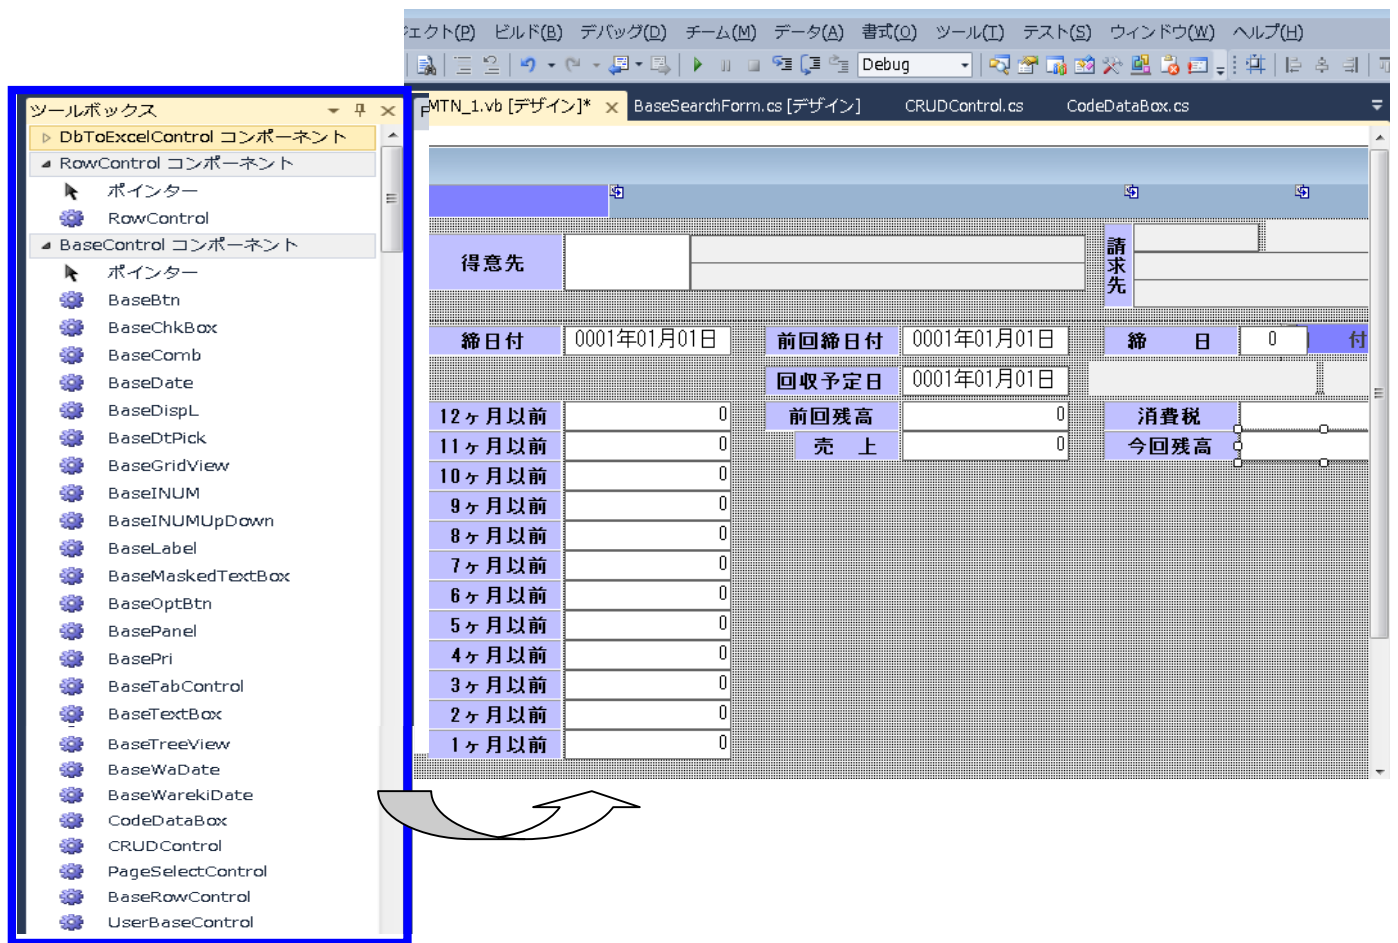 ジェクト(P) ビルド(B) デバッグ(D) チーム(M) データ(A) 書式(O) ツール(T) テスト(S) ウィンドウ(W) ヘルプ(H)
Debug
MTN_1.vb [デザイン]* BaseSearchForm.cs [デザイン] CRUDControl.cs CodeDataBox.cs
ツールボックス
DbToExcelControl コンポーネント
RowControl コンポーネント
ポインター
RowControl
BaseControl コンポーネント
ポインター
BaseBtn
BaseChkBox
BaseComb
BaseDate
BaseDispL
BaseDtPick
BaseGridView
BaseINUM
BaseINUMUpDown
BaseLabel
BaseMaskedTextBox
BaseOptBtn
BasePanel
BasePri
BaseTabControl
BaseTextBox
BaseTreeView
BaseWaDate
BaseWarekiDate
CodeDataBox
CRUDControl
PageSelectControl
BaseRowControl
UserBaseControl
得意先
請求先
締日付 0001年01月01日 前回締日付 0001年01月01日 締 日 0 付
回収予定日 0001年01月01日
12ヶ月以前 0 前回残高 0 消費税
11ヶ月以前 0 売 上 0 今回残高
10ヶ月以前 0
9ヶ月以前 0
8ヶ月以前 0
7ヶ月以前 0
6ヶ月以前 0
5ヶ月以前 0
4ヶ月以前 0
3ヶ月以前 0
2ヶ月以前 0
1ヶ月以前 0